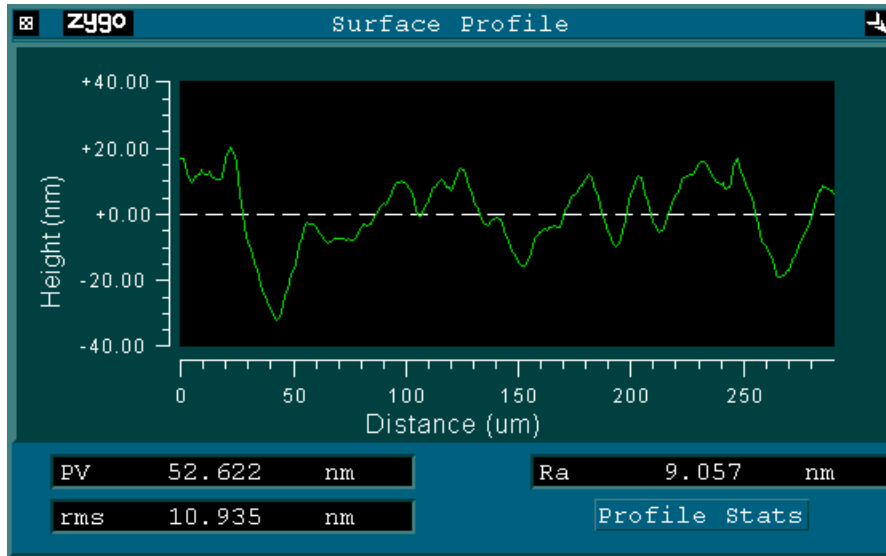 zygo Surface Profile
+40.00
+20.00
+0.00
-20.00
-40.00
Height (nm)
0 50 100 150 200 250
Distance (um)
PV 52.622 nm Ra 9.057 nm
rms 10.935 nm Profile Stats